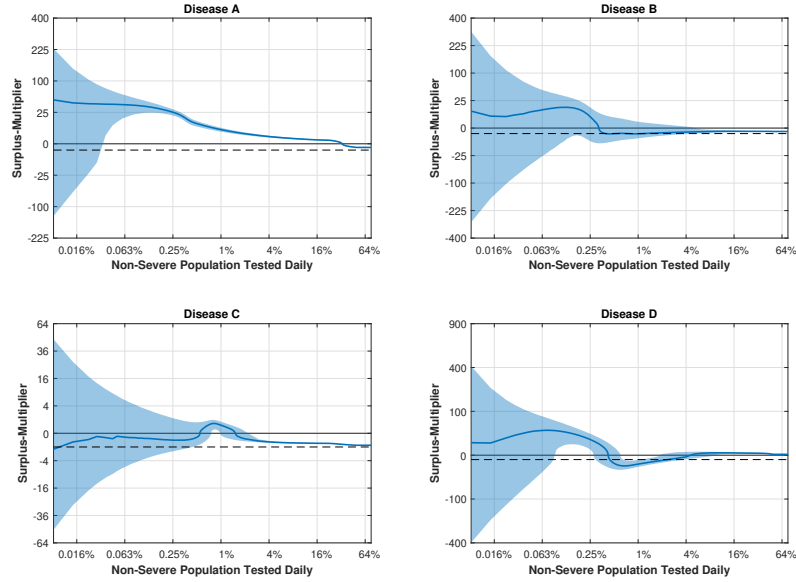 Disease A
400
225
100
25
0
-25
-100
-225
Surplus-Multiplier
0.016% 0.063% 0.25% 1% 4% 16% 64%
Non-Severe Population Tested Daily
Disease B
400
225
100
25
0
-25
-100
-225
-400
Surplus-Multiplier
0.016% 0.063% 0.25% 1% 4% 16% 64%
Non-Severe Population Tested Daily
Disease C
64
36
16
4
0
-4
-16
-36
-64
Surplus-Multiplier
0.016% 0.063% 0.25% 1% 4% 16% 64%
Non-Severe Population Tested Daily
Disease D
900
400
100
0
-100
-400
Surplus-Multiplier
0.016% 0.063% 0.25% 1% 4% 16% 64%
Non-Severe Population Tested Daily